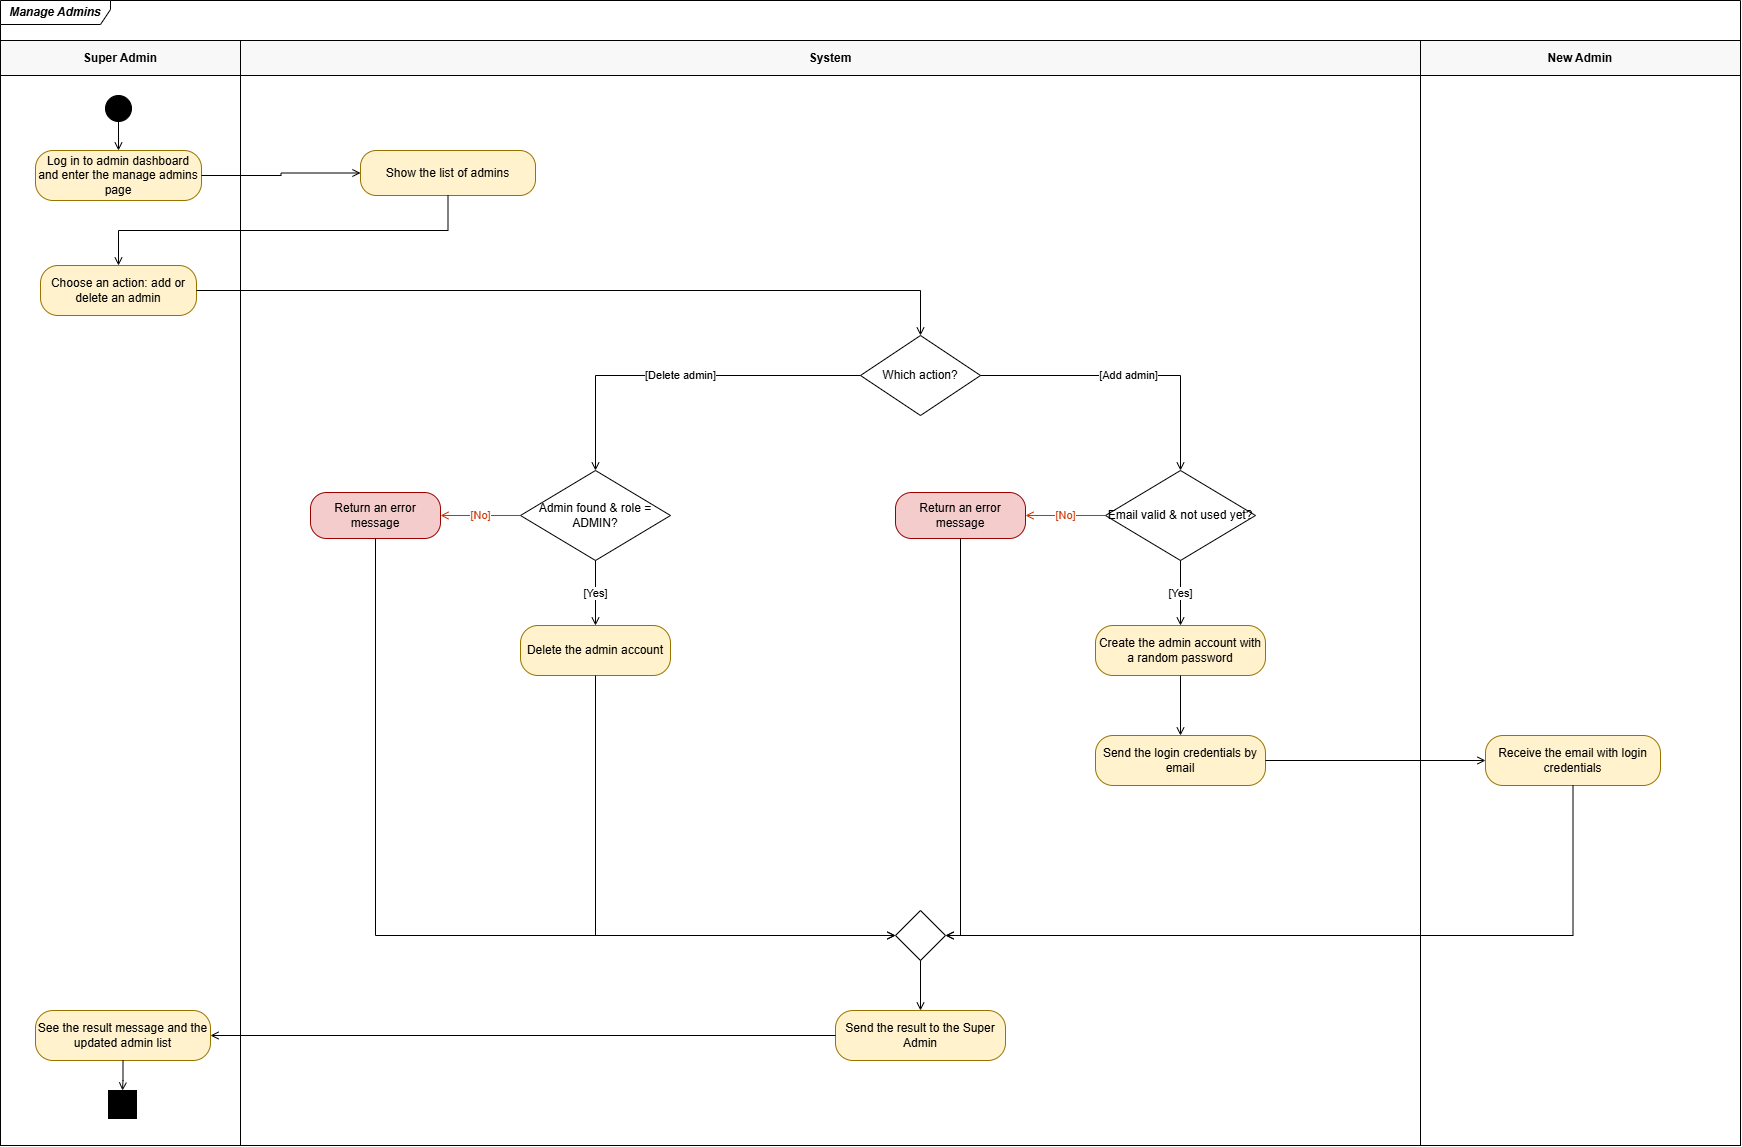 Manage Admins
Super Admin
System
New Admin
Log in to admin dashboard
and enter the manage admins
page
Show the list of admins
Choose an action: add or
delete an admin
Which action?
[Delete admin]
[Add admin]
Return an error
message
[No]
Admin found & role =
ADMIN?
Return an error
message
[No]
Email valid & not used yet?
[Yes]
[Yes]
Delete the admin account
Create the admin account with
a random password
Send the login credentials by
email
Receive the email with login
credentials
See the result message and the
updated admin list
Send the result to the Super
Admin